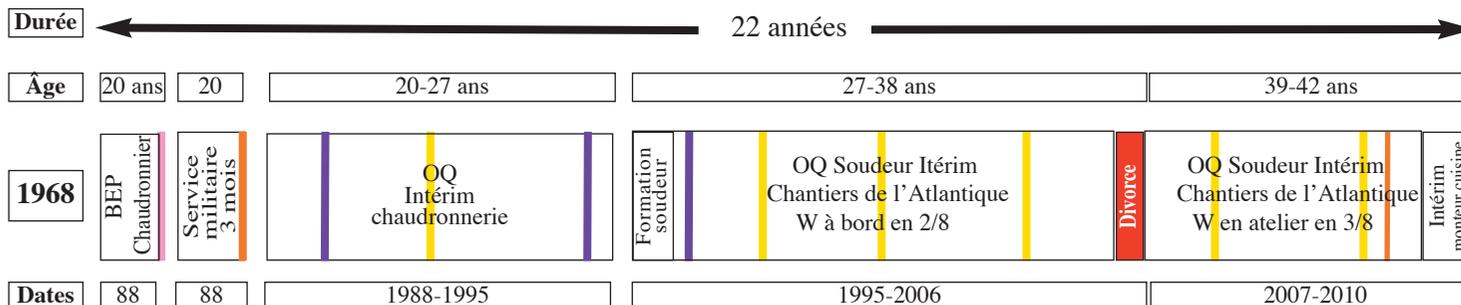 Durée
22 années
Âge
20 ans
20
20-27 ans
27-38 ans
39-42 ans
1968
BEP
Chaudronnier
Service
militaire
3 mois
OQ
Intérim
chaudronnerie
Formation
soudeur
OQ Soudeur Itérim
Chantiers de l’Atlantique
W à bord en 2/8
Divorce
OQ Soudeur Intérim
Chantiers de l’Atlantique
W en atelier en 3/8
Intérim
monteur cuisine
Dates
88
88
1988-1995
1995-2006
2007-2010